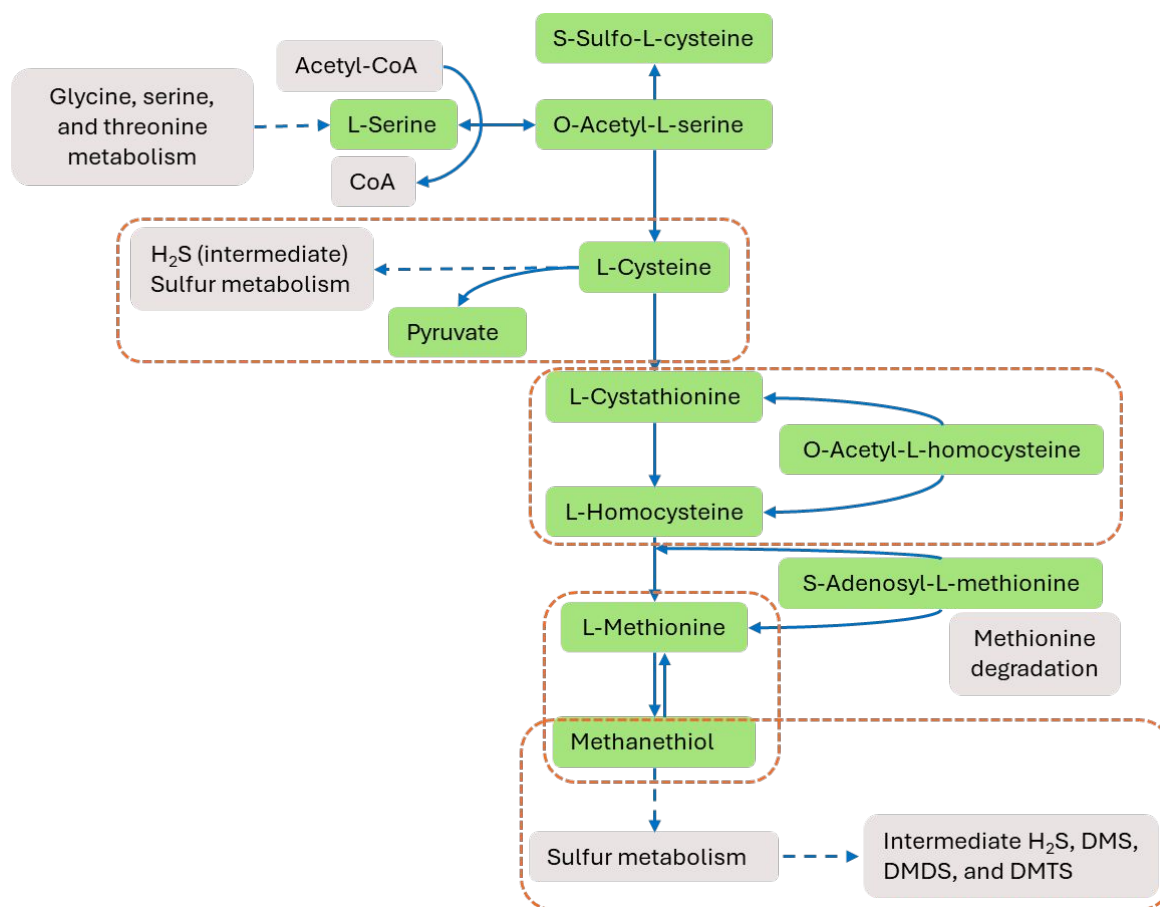 S-Sulfo-L-cysteine
Acetyl-CoA
Glycine, serine,
and threonine
metabolism
L-Serine
O-Acetyl-L-serine
CoA
H₂S (intermediate)
Sulfur metabolism
L-Cysteine
Pyruvate
L-Cystathionine
O-Acetyl-L-homocysteine
L-Homocysteine
S-Adenosyl-L-methionine
L-Methionine
Methionine
degradation
Methanethiol
Sulfur metabolism
Intermediate H₂S, DMS,
DMDS, and DMTS